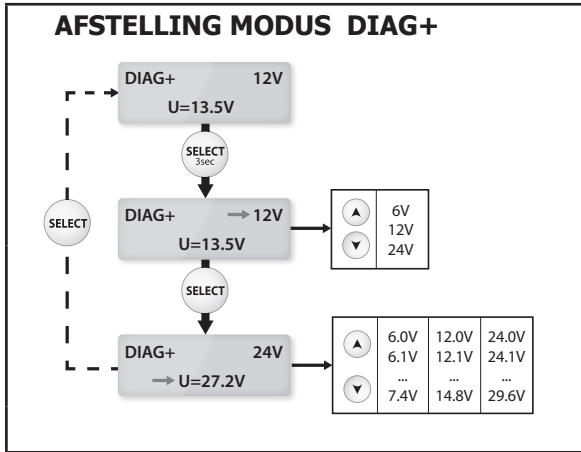 AFSTELLING MODUS DIAG+
DIAG+ 12V
U=13.5V
SELECT
3sec
SELECT
DIAG+ → 12V
U=13.5V
6V
12V
24V
SELECT
DIAG+ 24V
→ U=27.2V
6.0V 12.0V 24.0V
6.1V 12.1V 24.1V
... ... ...
7.4V 14.8V 29.6V